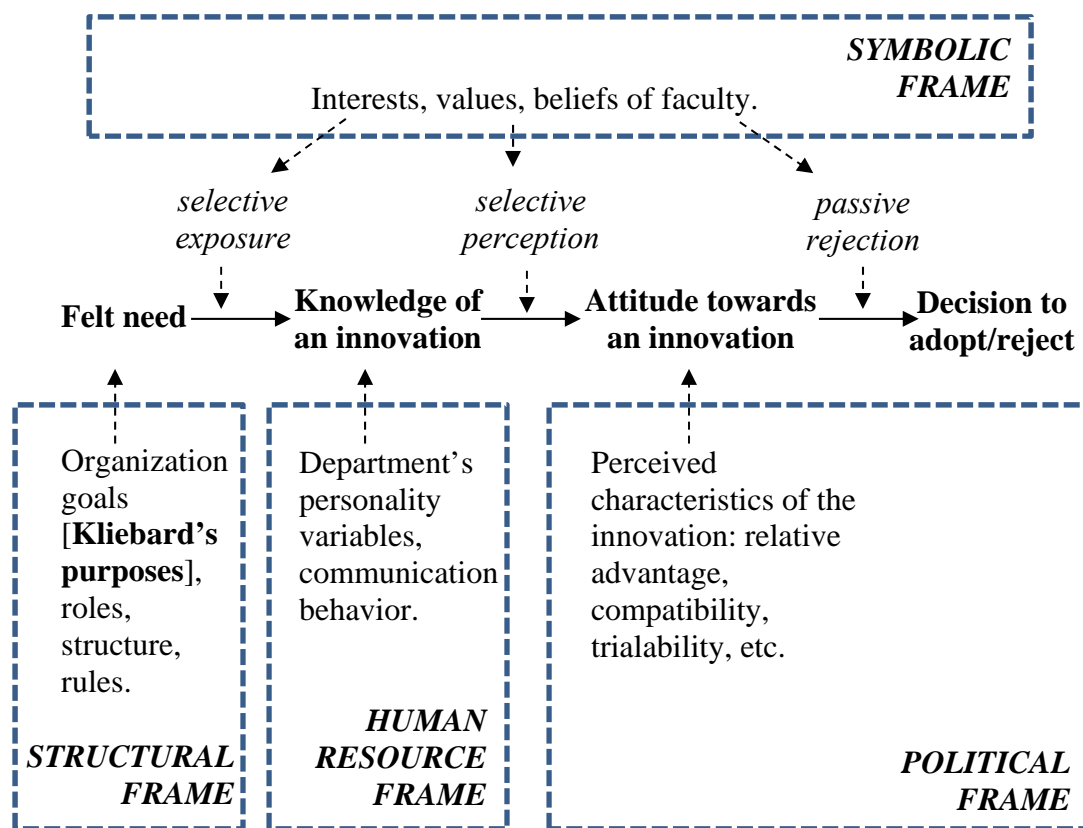 SYMBOLIC
FRAME
Interests, values, beliefs of faculty.
selective
exposure
selective
perception
passive
rejection
Felt need
Knowledge of
an innovation
Attitude towards
an innovation
Decision to
adopt/reject
Organization
goals
[Kliebard’s
purposes],
roles,
structure,
rules.
STRUCTURAL
FRAME
Department’s
personality
variables,
communication
behavior.
HUMAN
RESOURCE
FRAME
Perceived
characteristics of the
innovation: relative
advantage,
compatibility,
trialability, etc.
POLITICAL
FRAME